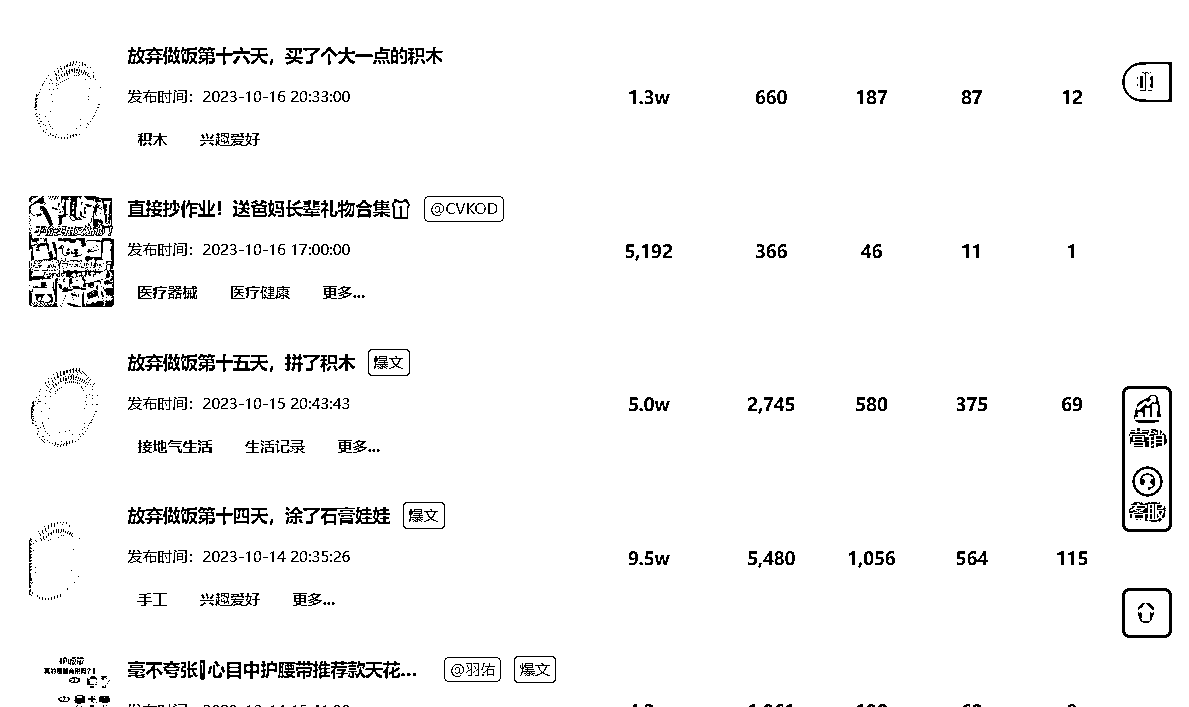 放弃做饭第十六天，买了个大一点的积木
发布时间：2023-10-16 20:33:00
1.3w 660 187 87 12
积木 兴趣爱好
直接抄作业！送爸妈长辈礼物合集 @CVKOD
发布时间：2023-10-16 17:00:00
5,192 366 46 11 1
医疗器械 医疗健康 更多...
放弃做饭第十五天，拼了积木 爆文
发布时间：2023-10-15 20:43:43
5.0w 2,745 580 375 69
接地气生活 生活记录 更多...
营销
客服
放弃做饭第十四天，涂了石膏娃娃 爆文
发布时间：2023-10-14 20:35:26
9.5w 5,480 1,056 564 115
手工 兴趣爱好 更多...
毫不夸张 心目中护腰带推荐款天花... @羽佑 爆文